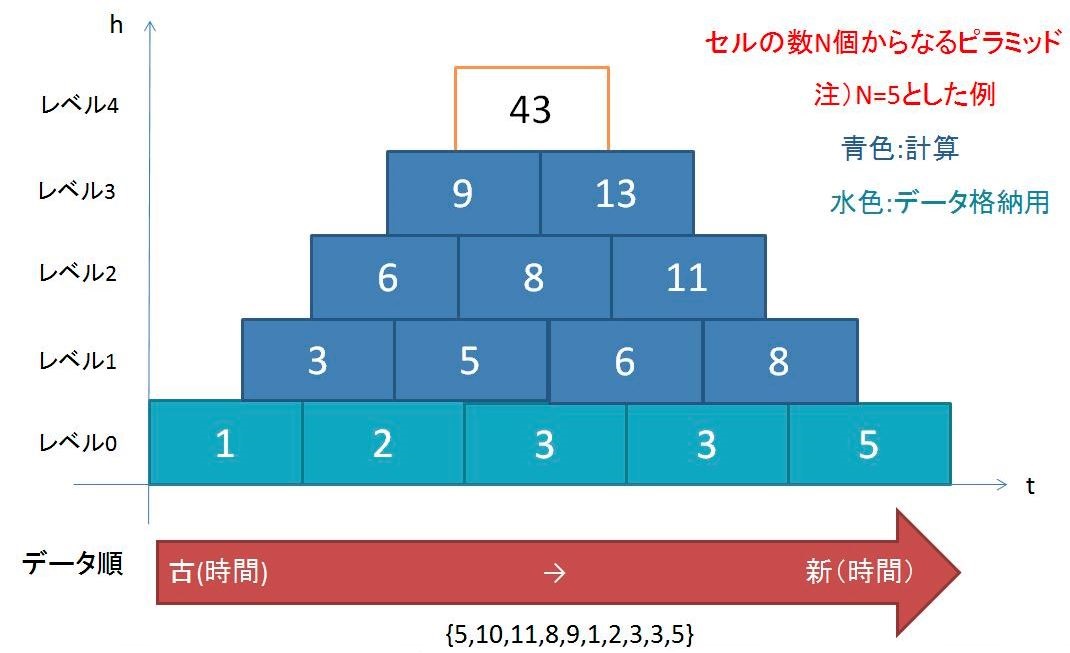 h
セルの数N個からなるピラミッド
注）N=5とした例
青色:計算
水色:データ格納用
レベル4
43
レベル3
9 13
レベル2
6 8 11
レベル1
3 5 6 8
レベル0
1 2 3 3 5
t
データ順
古(時間) → 新（時間）
{5,10,11,8,9,1,2,3,3,5}